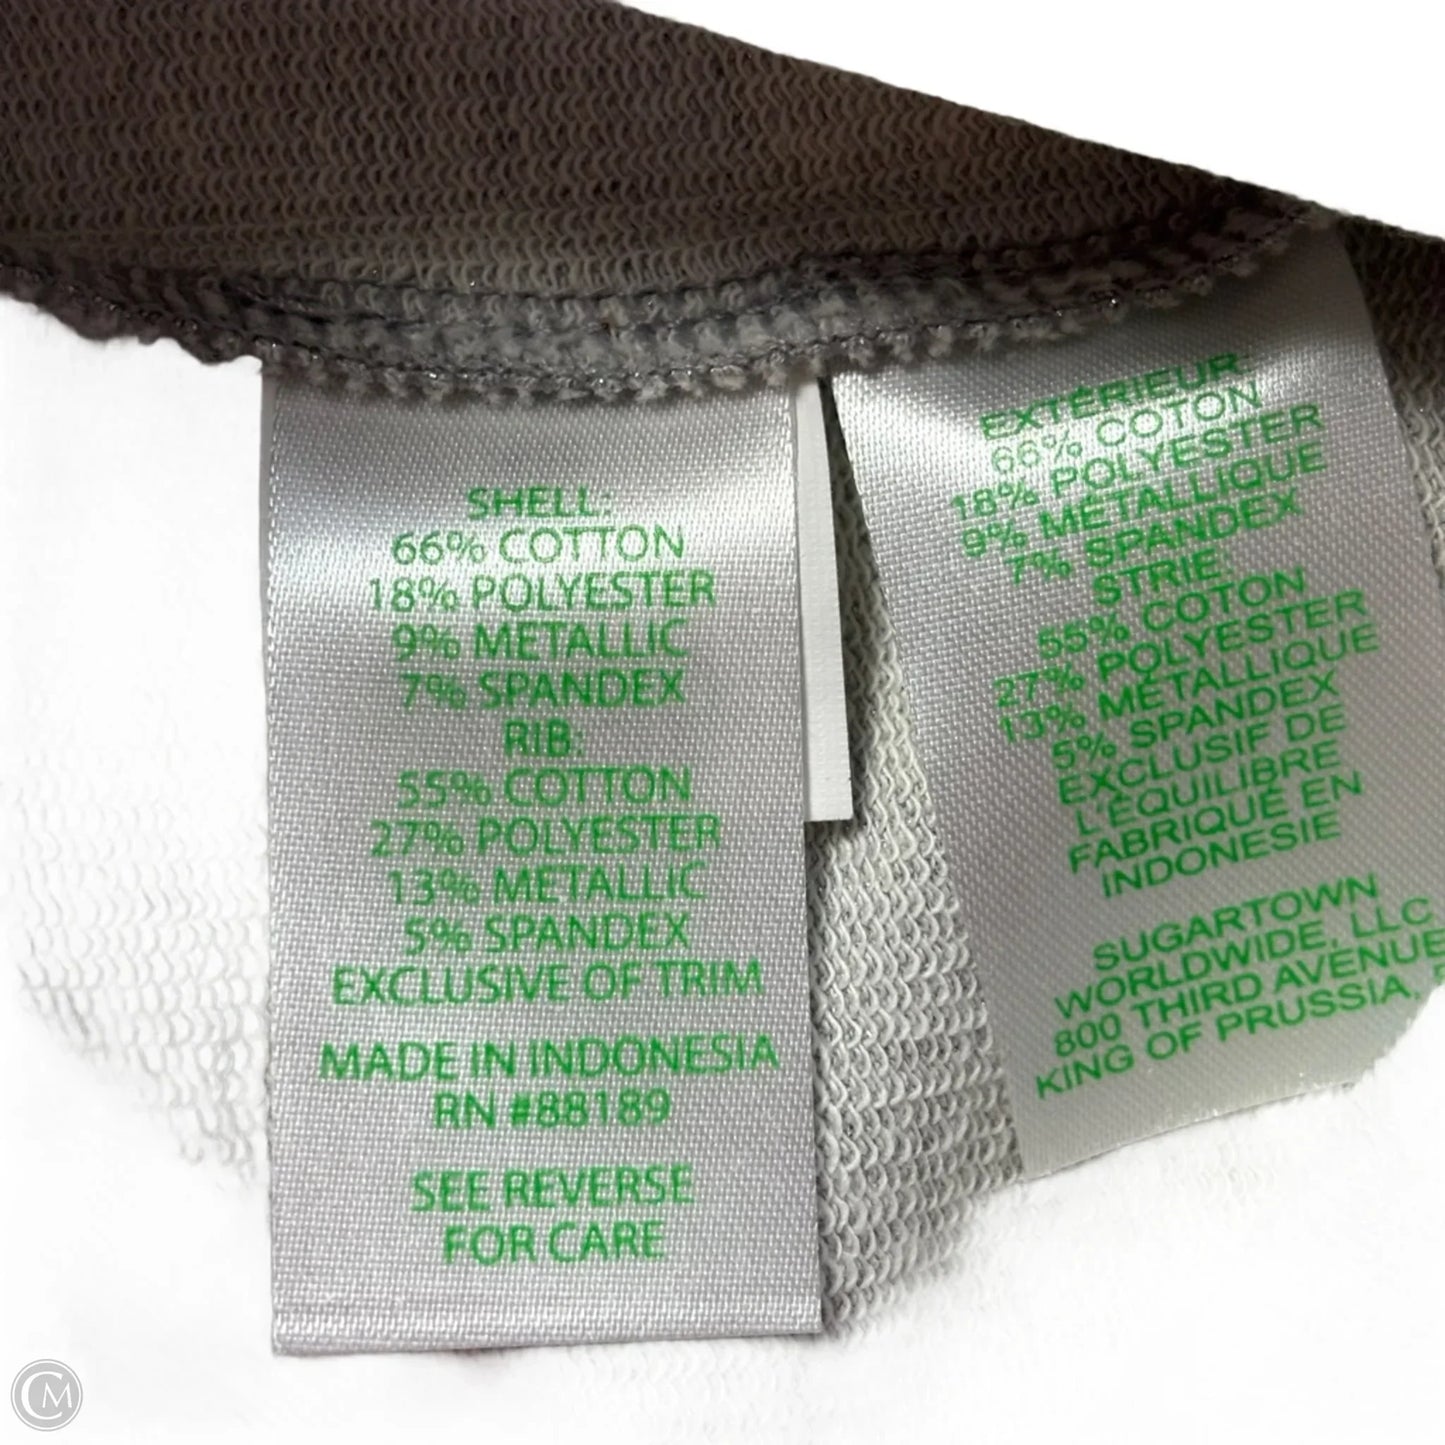 SHELL:
66% COTTON
18% POLYESTER
9% METALLIC
7% SPANDEX
RIB:
55% COTTON
27% POLYESTER
13% METALLIC
5% SPANDEX
EXCLUSIVE OF TRIM
MADE IN INDONESIA
RN #88189
SEE REVERSE
FOR CARE
EXTÉRIEUR:
66% COTON
18% POLYESTER
9% MÉTALLIQUE
7% SPANDEX
STRIE:
55% COTON
27% POLYESTER
13% MÉTALLIQUE
5% SPANDEX
EXCLUSIF DE
L'ÉQUILIBRE
FABRIQUÉ EN
INDONÉSIE
SUGARTOWN
WORLDWIDE, LLC
800 THIRD AVENUE
KING OF PRUSSIA,
CM